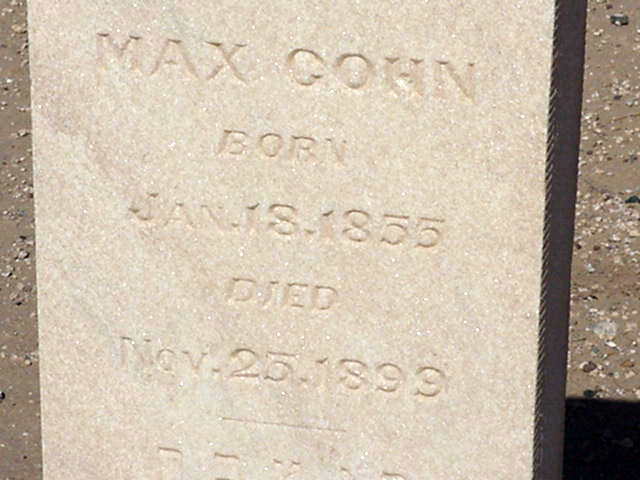 MAX COHN
BORN
JAN. 18. 1855
DIED
NOV. 25. 1899